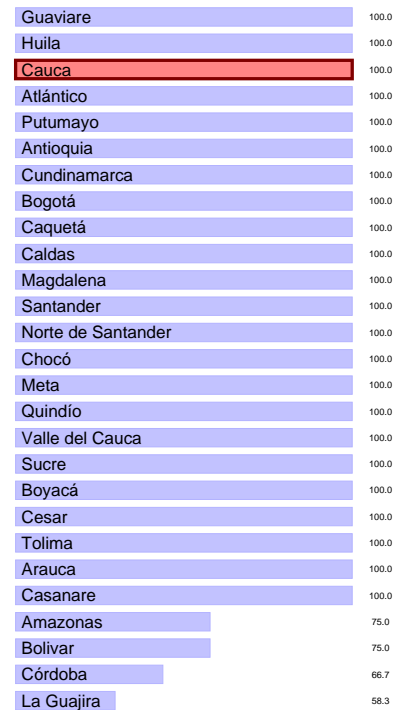 Guaviare 100.0
Huila 100.0
Cauca 100.0
Atlántico 100.0
Putumayo 100.0
Antioquia 100.0
Cundinamarca 100.0
Bogotá 100.0
Caquetá 100.0
Caldas 100.0
Magdalena 100.0
Santander 100.0
Norte de Santander 100.0
Chocó 100.0
Meta 100.0
Quindío 100.0
Valle del Cauca 100.0
Sucre 100.0
Boyacá 100.0
Cesar 100.0
Tolima 100.0
Arauca 100.0
Casanare 100.0
Amazonas 75.0
Bolivar 75.0
Córdoba 66.7
La Guajira 58.3